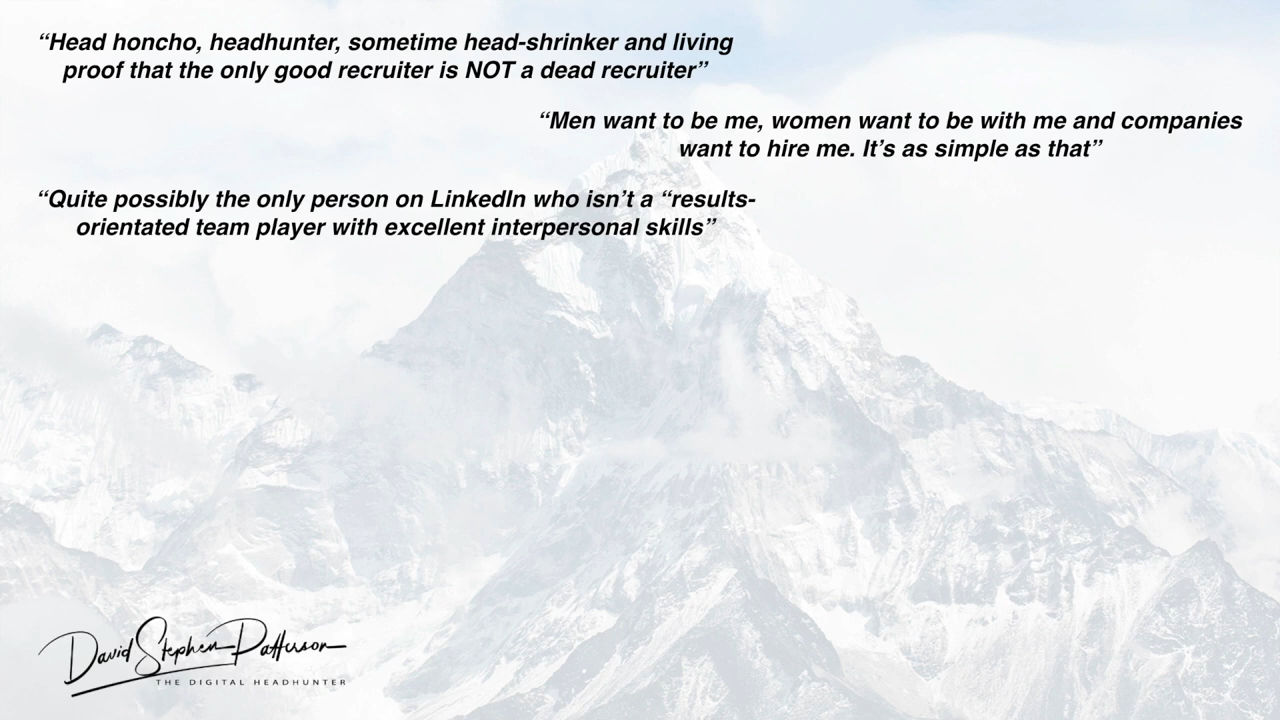 “Head honcho, headhunter, sometime head-shrinker and living
proof that the only good recruiter is NOT a dead recruiter”
“Men want to be me, women want to be with me and companies
want to hire me. It’s as simple as that”
“Quite possibly the only person on LinkedIn who isn’t a “results-
orientated team player with excellent interpersonal skills”
David Stephen Patterson
THE DIGITAL HEADHUNTER